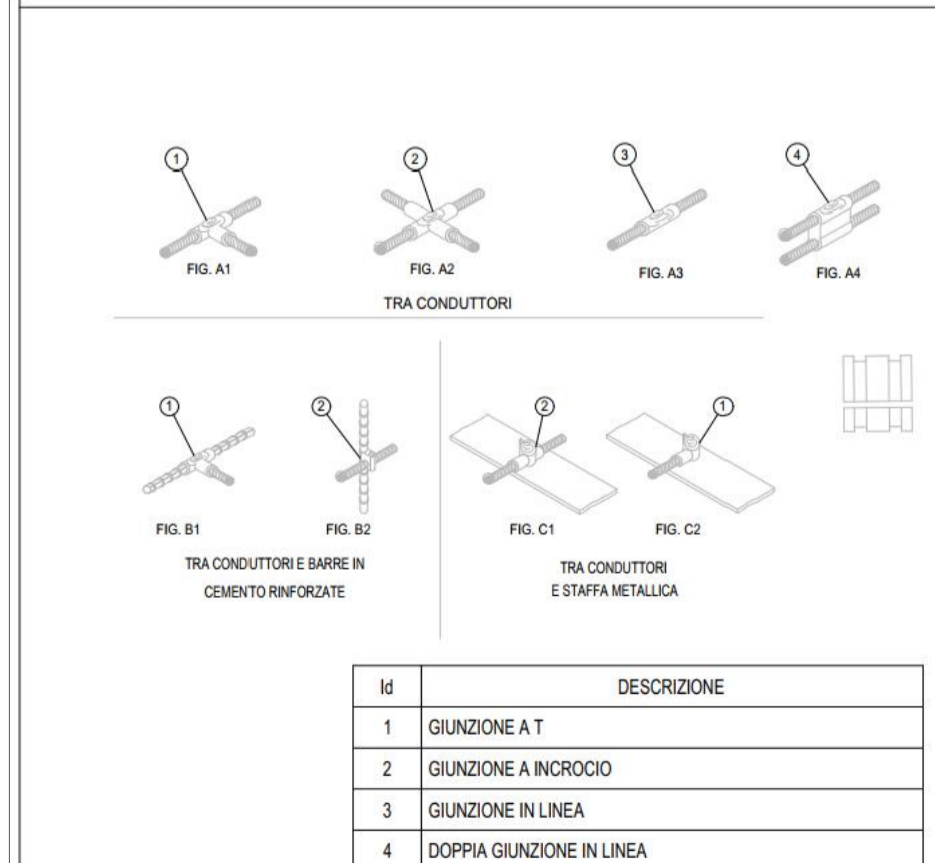 1
2
3
4
FIG. A1
FIG. A2
FIG. A3
FIG. A4
TRA CONDUTTORI
1
2
2
1
FIG. B1
FIG. B2
FIG. C1
FIG. C2
TRA CONDUTTORI E BARRE IN
CEMENTO RINFORZATE
TRA CONDUTTORI
E STAFFA METALLICA
Id DESCRIZIONE
1 GIUNZIONE A T
2 GIUNZIONE A INCROCIO
3 GIUNZIONE IN LINEA
4 DOPPIA GIUNZIONE IN LINEA